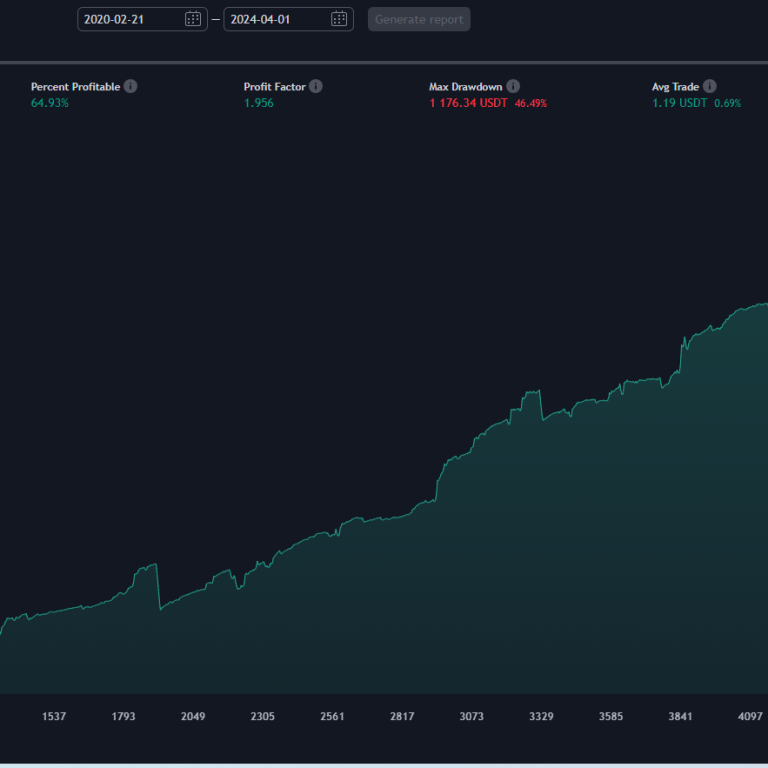 2020-02-21 — 2024-04-01 Generate report
Percent Profitable Profit Factor Max Drawdown Avg Trade
64.93% 1.956 1 176.34 USDT 46.49% 1.19 USDT 0.69%
1537 1793 2049 2305 2561 2817 3073 3329 3585 3841 4097